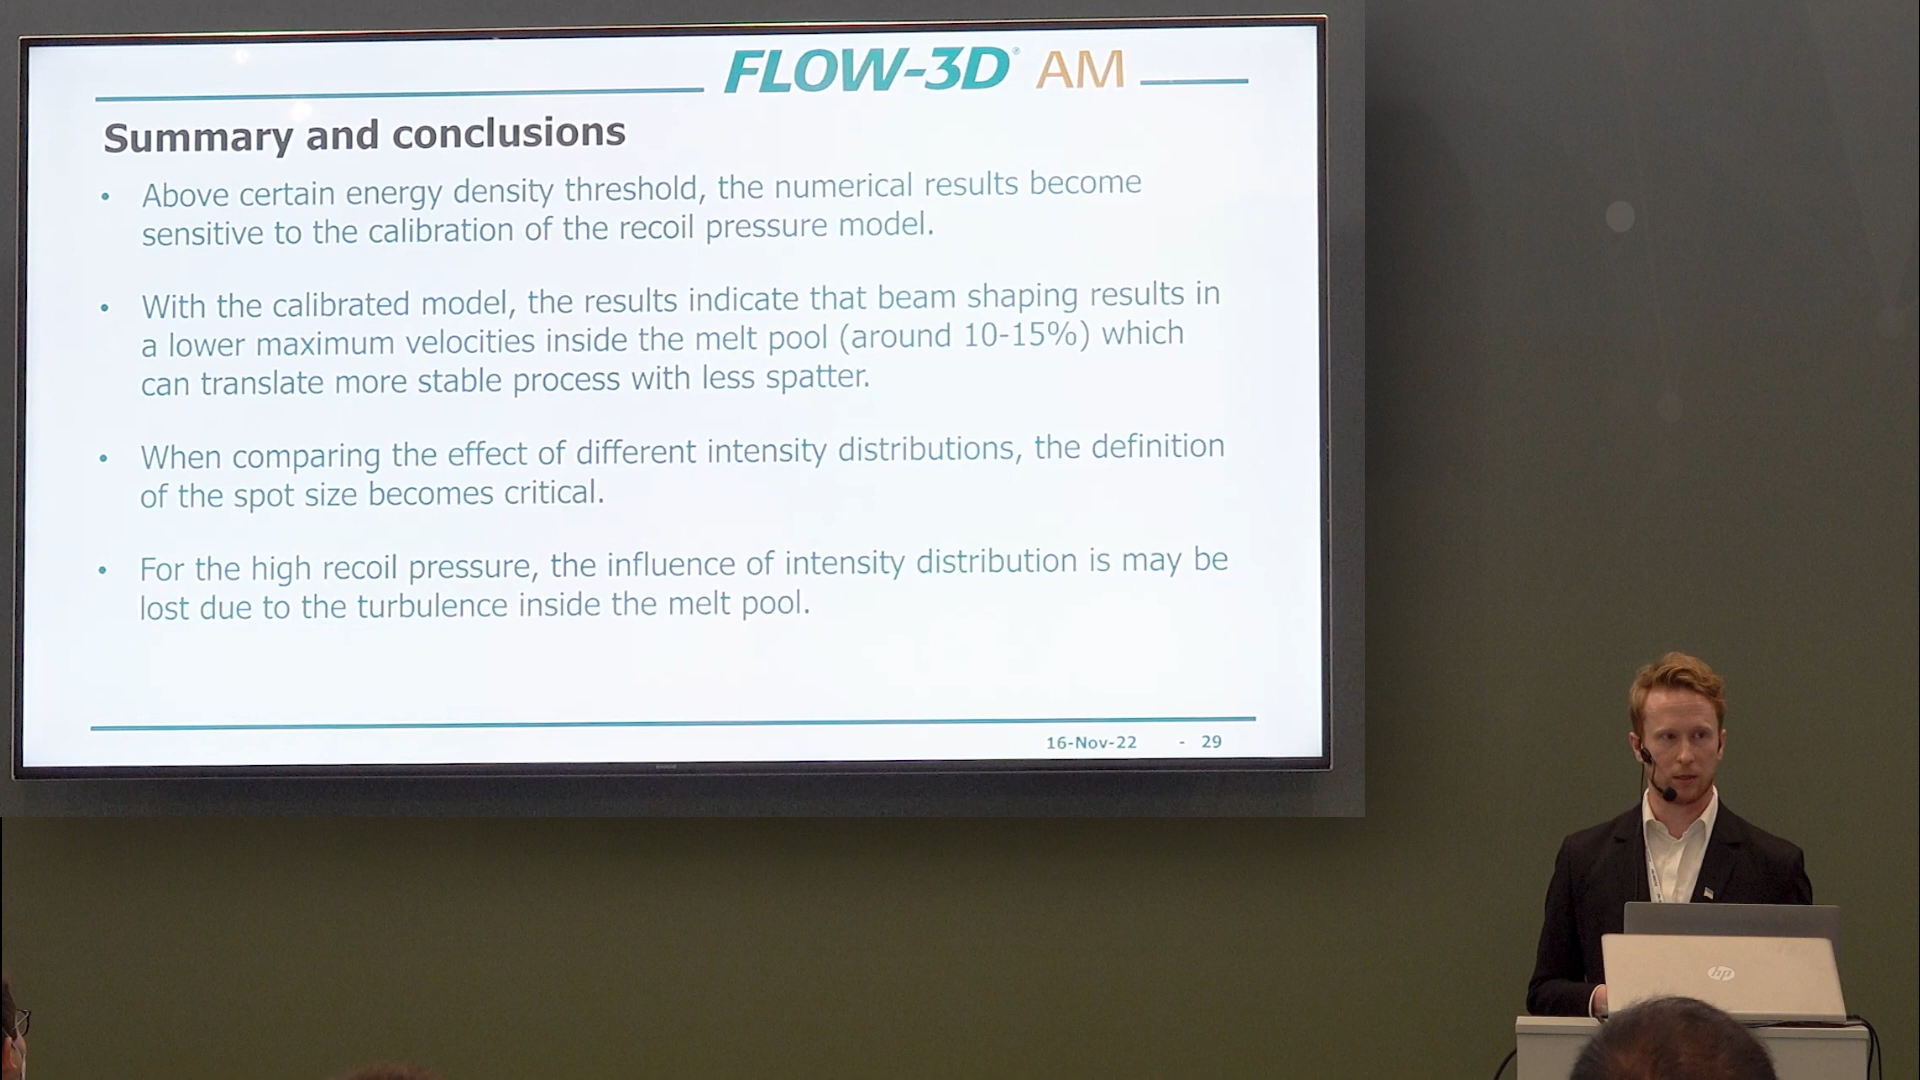 FLOW-3D® AM
Summary and conclusions
• Above certain energy density threshold, the numerical results become
sensitive to the calibration of the recoil pressure model.
• With the calibrated model, the results indicate that beam shaping results in
a lower maximum velocities inside the melt pool (around 10-15%) which
can translate more stable process with less spatter.
• When comparing the effect of different intensity distributions, the definition
of the spot size becomes critical.
• For the high recoil pressure, the influence of intensity distribution is may be
lost due to the turbulence inside the melt pool.
16-Nov-22 - 29
hp